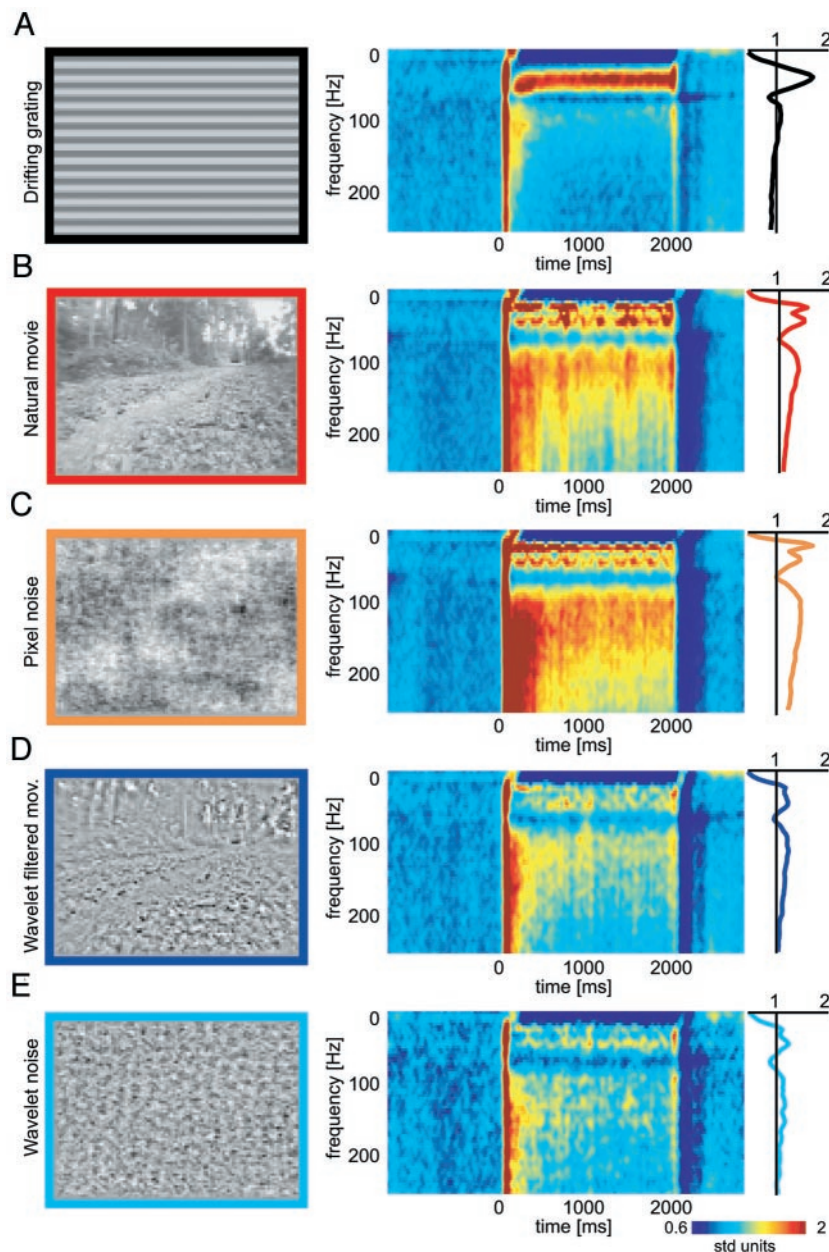 A
Drifting grating
frequency [Hz]
0
100
200
0 1000 2000
time [ms]
1 2
B
Natural movie
frequency [Hz]
0
100
200
0 1000 2000
time [ms]
1 2
C
Pixel noise
frequency [Hz]
0
100
200
0 1000 2000
time [ms]
1 2
D
Wavelet filtered mov.
frequency [Hz]
0
100
200
0 1000 2000
time [ms]
1 2
E
Wavelet noise
frequency [Hz]
0
100
200
0 1000 2000
time [ms]
1 2
0.6 2
std units